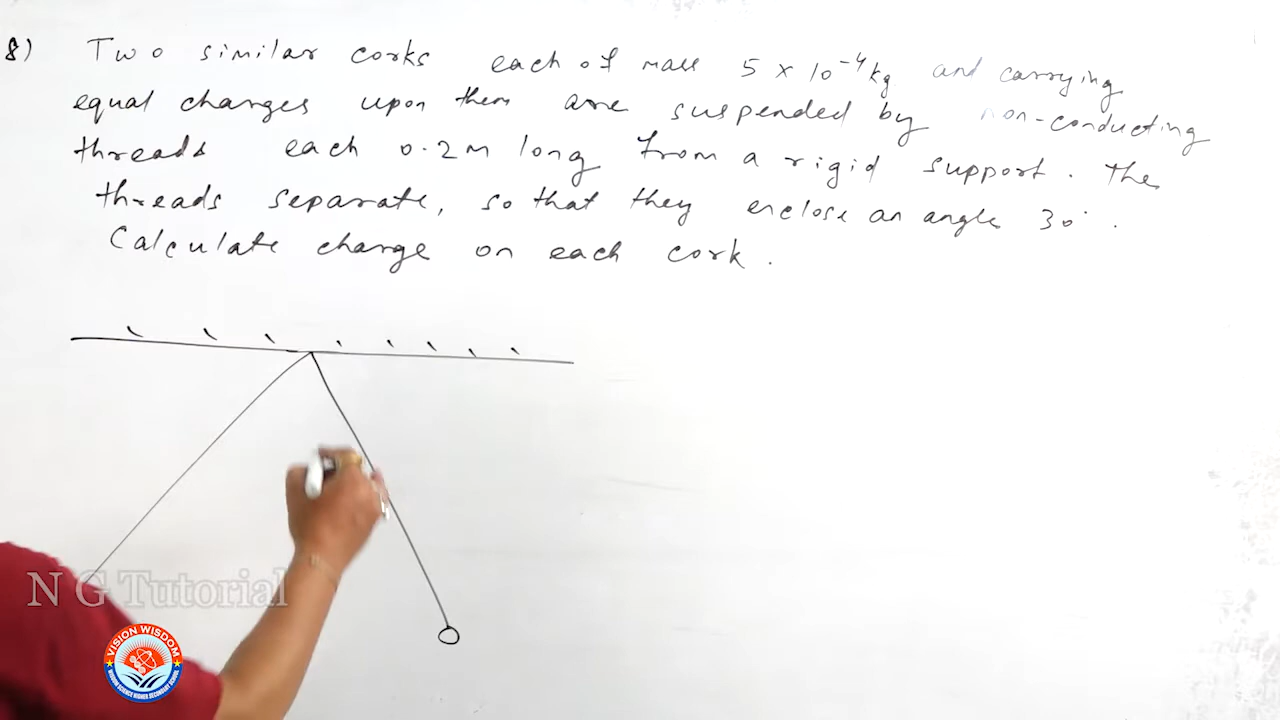 8) Two similar corks each of mass 5 × 10⁻⁴ kg and carrying
equal charges upon them are suspended by non-conducting
threads each 0.2m long from a rigid support. The
threads separate, so that they enclose an angle 30°.
Calculate charge on each cork.
N G Tutorial
VISION WISDOM